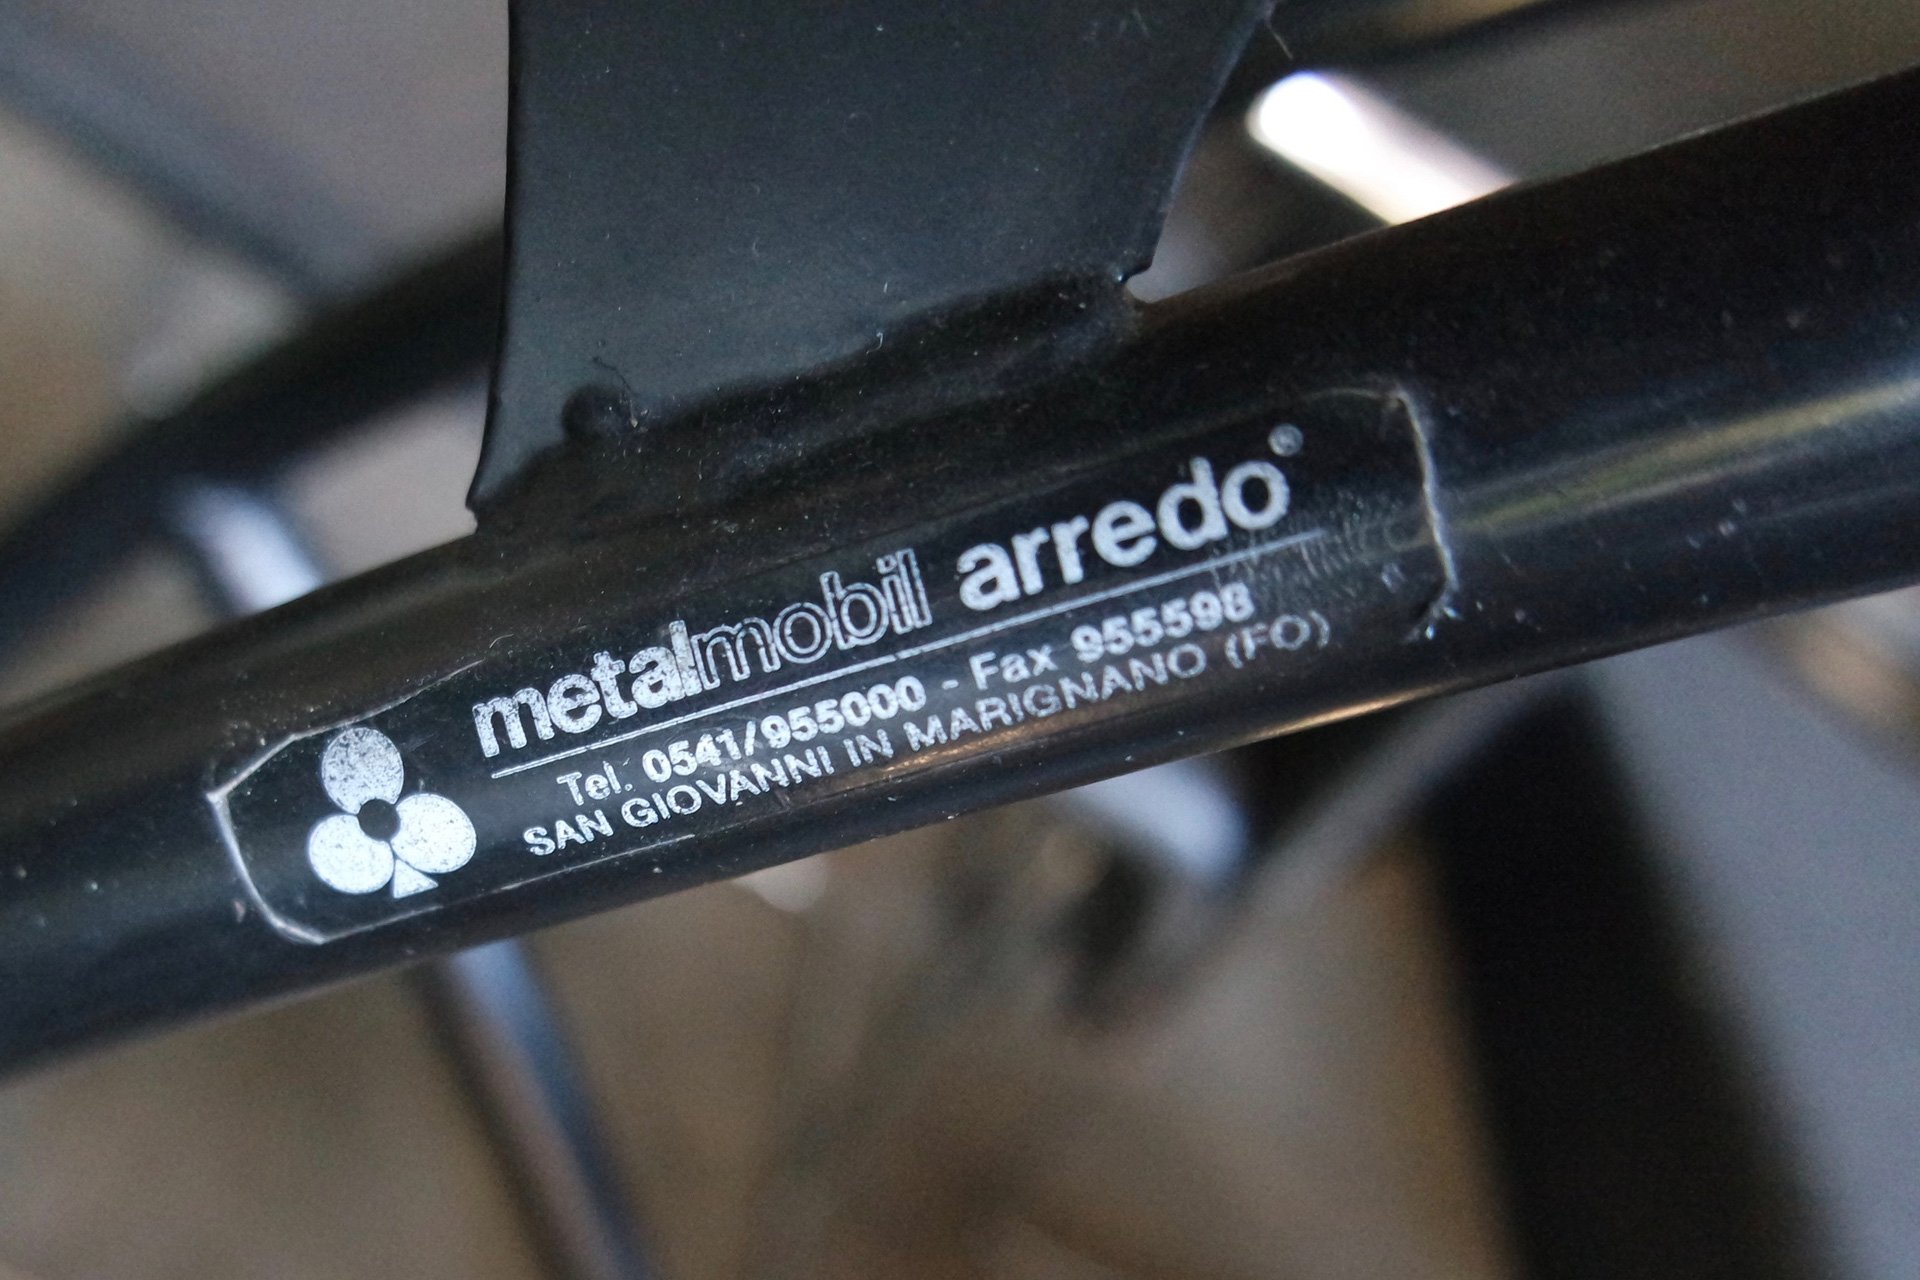 metalmobil arredo®
Tel. 0541/955000 - Fax 955598
SAN GIOVANNI IN MARIGNANO (FO)